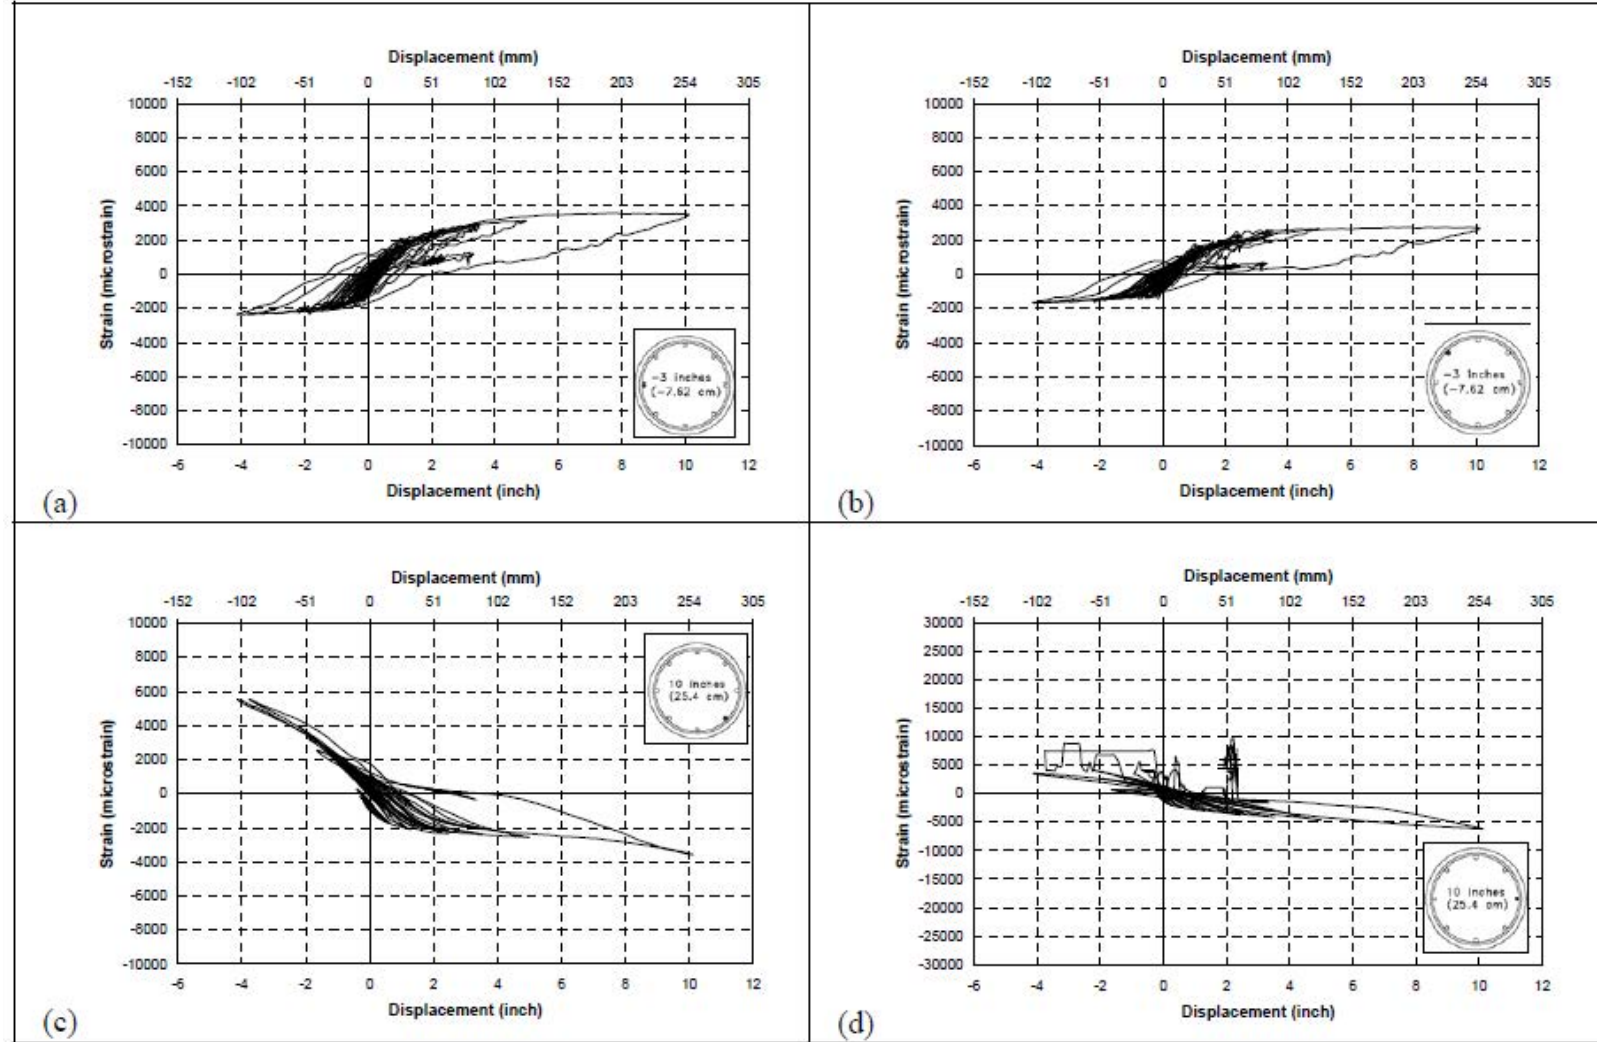 Displacement (mm)
-152 -102 -51 0 51 102 152 203 254 305
10000
8000
6000
4000
2000
0
-2000
-4000
-6000
-8000
-10000
Strain (microstrain)
-3 inches
(-7.62 cm)
-6 -4 -2 0 2 4 6 8 10 12
Displacement (inch)
(a)
Displacement (mm)
-152 -102 -51 0 51 102 152 203 254 305
10000
8000
6000
4000
2000
0
-2000
-4000
-6000
-8000
-10000
Strain (microstrain)
-3 inches
(-7.62 cm)
-6 -4 -2 0 2 4 6 8 10 12
Displacement (inch)
(b)
Displacement (mm)
-152 -102 -51 0 51 102 152 203 254 305
10000
8000
6000
4000
2000
0
-2000
-4000
-6000
-8000
-10000
Strain (microstrain)
10 inches
(25.4 cm)
-6 -4 -2 0 2 4 6 8 10 12
Displacement (inch)
(c)
Displacement (mm)
-152 -102 -51 0 51 102 152 203 254 305
30000
25000
20000
15000
10000
5000
0
-5000
-10000
-15000
-20000
-25000
-30000
Strain (microstrain)
10 inches
(25.4 cm)
-6 -4 -2 0 2 4 6 8 10 12
Displacement (inch)
(d)